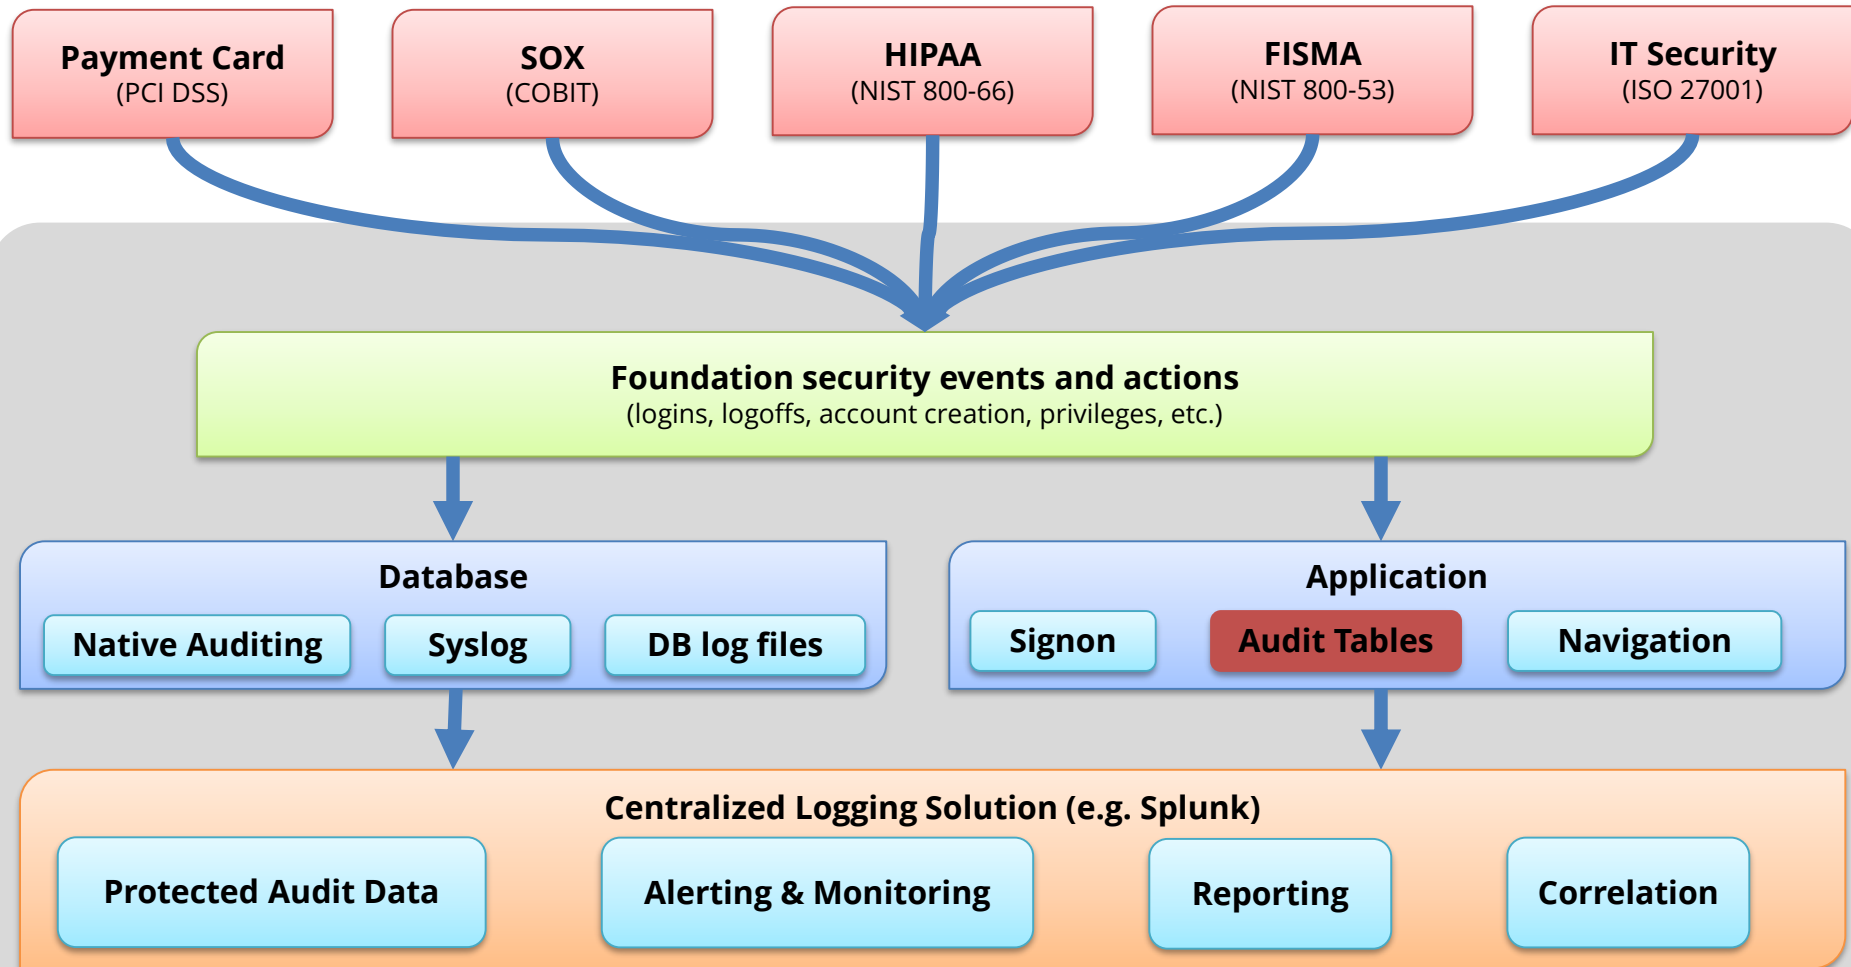 Payment Card
(PCI DSS)
SOX
(COBIT)
HIPAA
(NIST 800-66)
FISMA
(NIST 800-53)
IT Security
(ISO 27001)
Foundation security events and actions
(logins, logoffs, account creation, privileges, etc.)
Database
Native Auditing
Syslog
DB log files
Application
Signon
Audit Tables
Navigation
Centralized Logging Solution (e.g. Splunk)
Protected Audit Data
Alerting & Monitoring
Reporting
Correlation